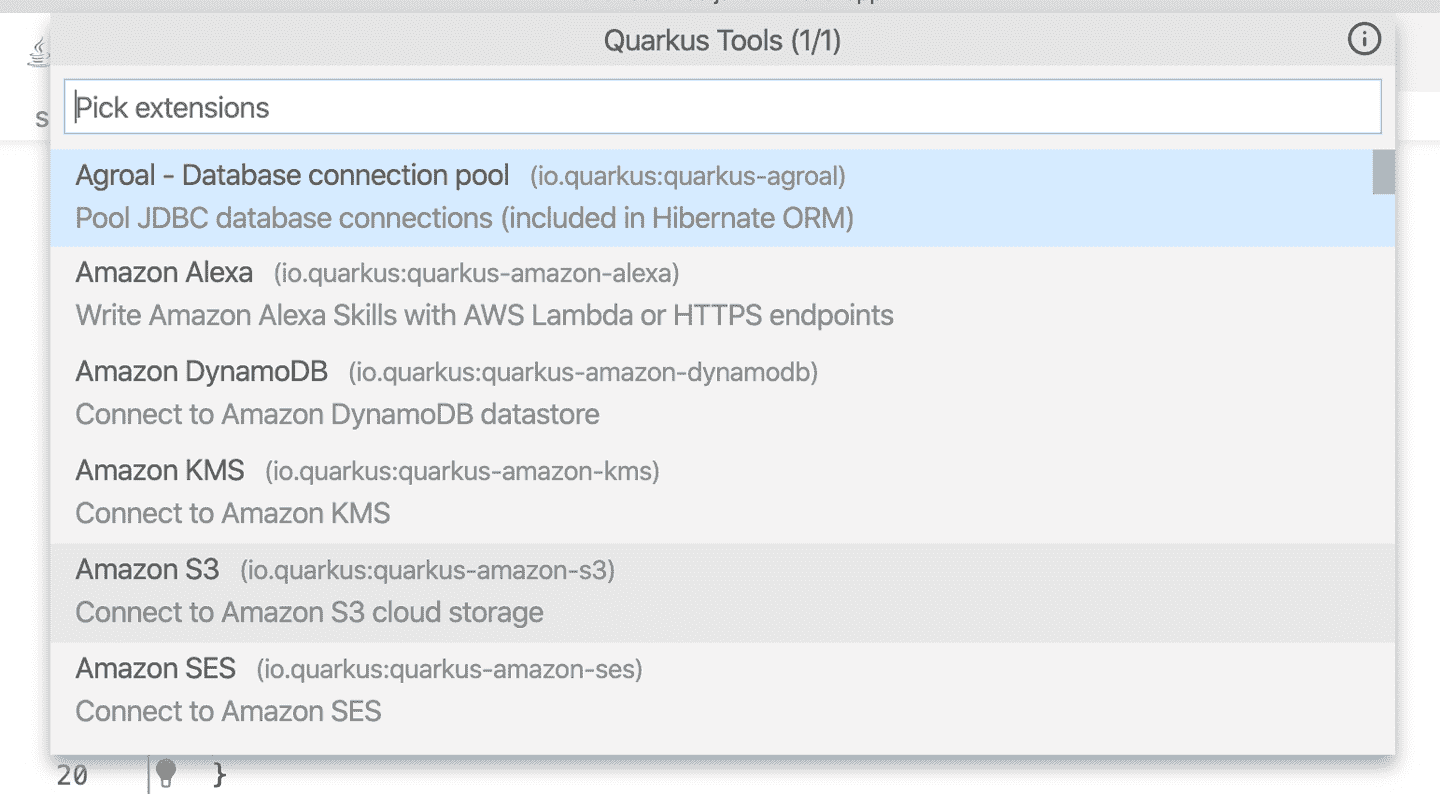 Quarkus Tools (1/1)
S
Pick extensions
Agroal - Database connection pool (io.quarkus:quarkus-agroal)
Pool JDBC database connections (included in Hibernate ORM)
Amazon Alexa (io.quarkus:quarkus-amazon-alexa)
Write Amazon Alexa Skills with AWS Lambda or HTTPS endpoints
Amazon DynamoDB (io.quarkus:quarkus-amazon-dynamodb)
Connect to Amazon DynamoDB datastore
Amazon KMS (io.quarkus:quarkus-amazon-kms)
Connect to Amazon KMS
Amazon S3 (io.quarkus:quarkus-amazon-s3)
Connect to Amazon S3 cloud storage
Amazon SES (io.quarkus:quarkus-amazon-ses)
Connect to Amazon SES
20 }